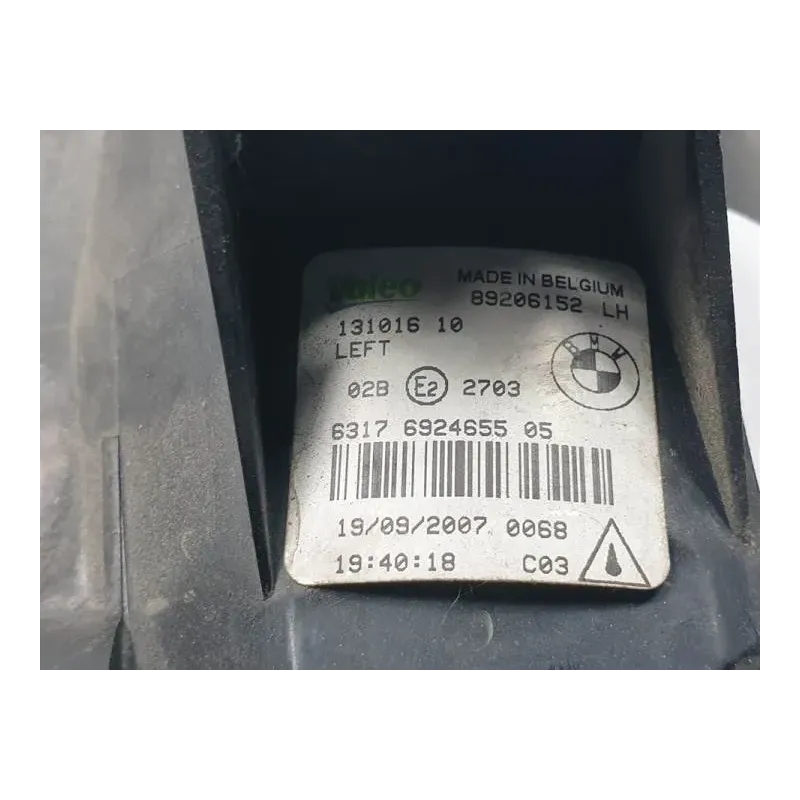 Valeo MADE IN BELGIUM
89206152 LH
131016 10
LEFT
BMW
02B E2 2703
6317 6924655 05
19/09/2007 0068
19:40:18 C03